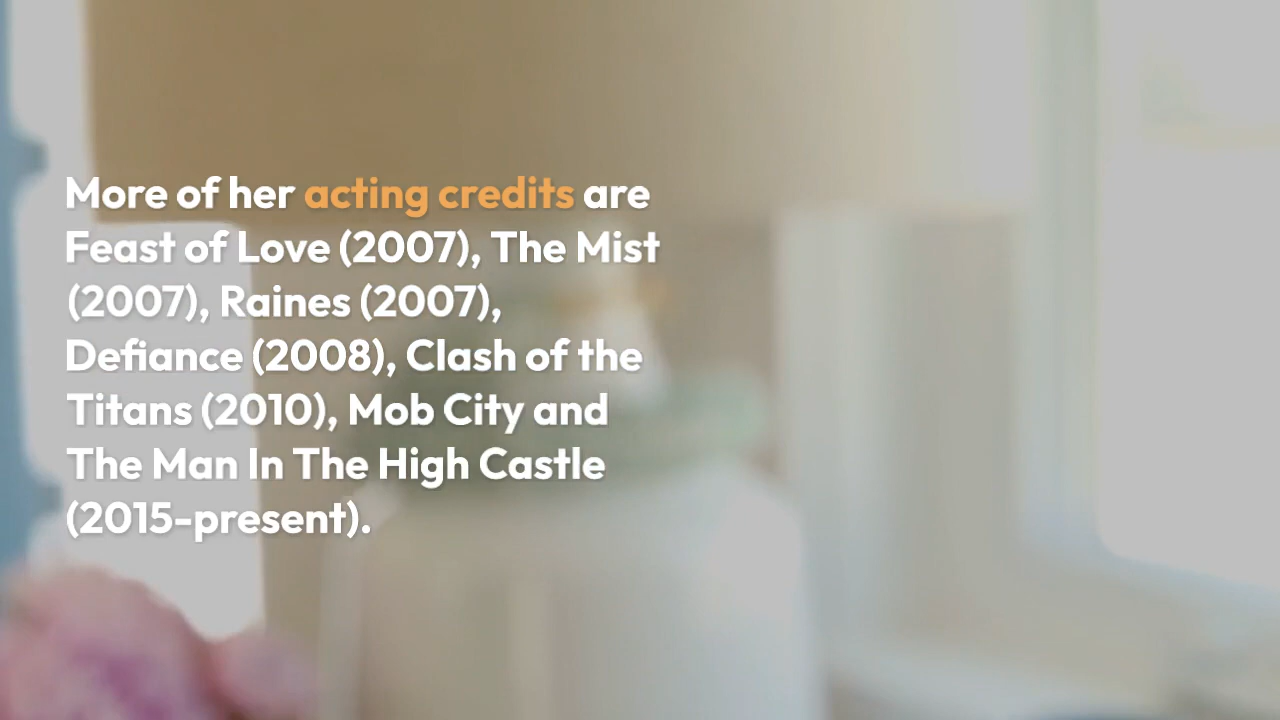 More of her acting credits are
Feast of Love (2007), The Mist
(2007), Raines (2007),
Defiance (2008), Clash of the
Titans (2010), Mob City and
The Man In The High Castle
(2015-present).